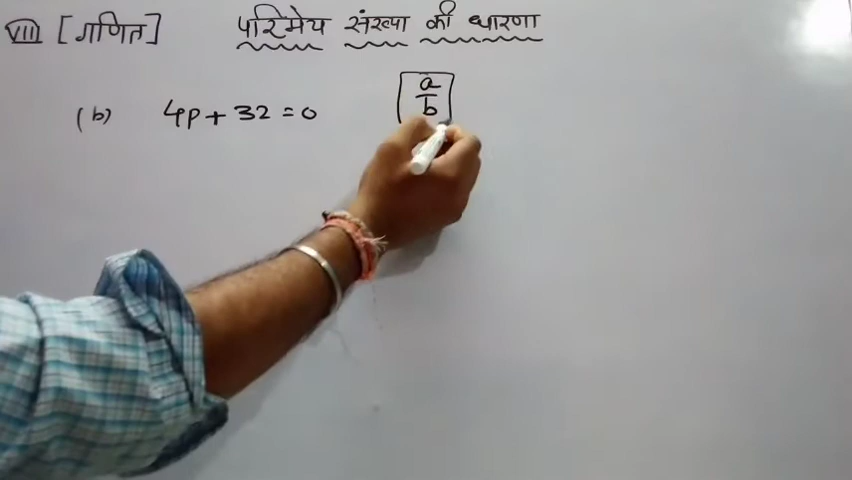 VIII [गणित] परिमेय संख्या की धारणा
(b) 4p + 32 = 0
a
b